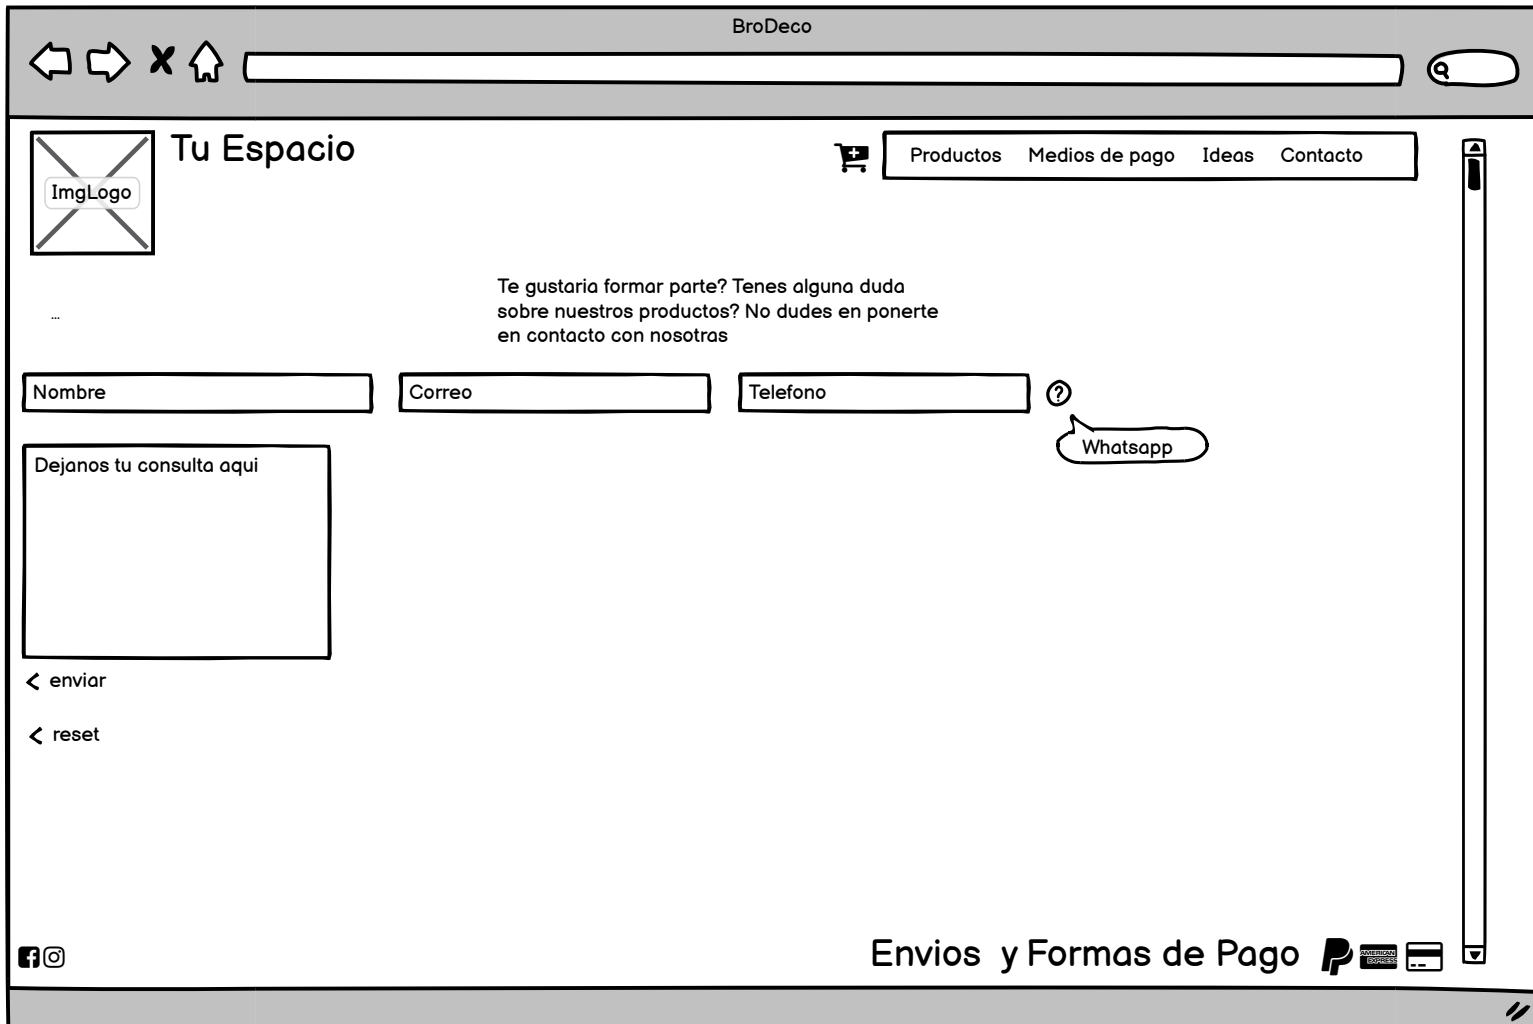 BroDeco
ImgLogo
Tu Espacio
Productos Medios de pago Ideas Contacto
Te gustaria formar parte? Tenes alguna duda
sobre nuestros productos? No dudes en ponerte
en contacto con nosotras
...
Nombre
Correo
Telefono
?
Whatsapp
Dejanos tu consulta aqui
enviar
reset
Envios y Formas de Pago
AMERICAN
EXPRESS